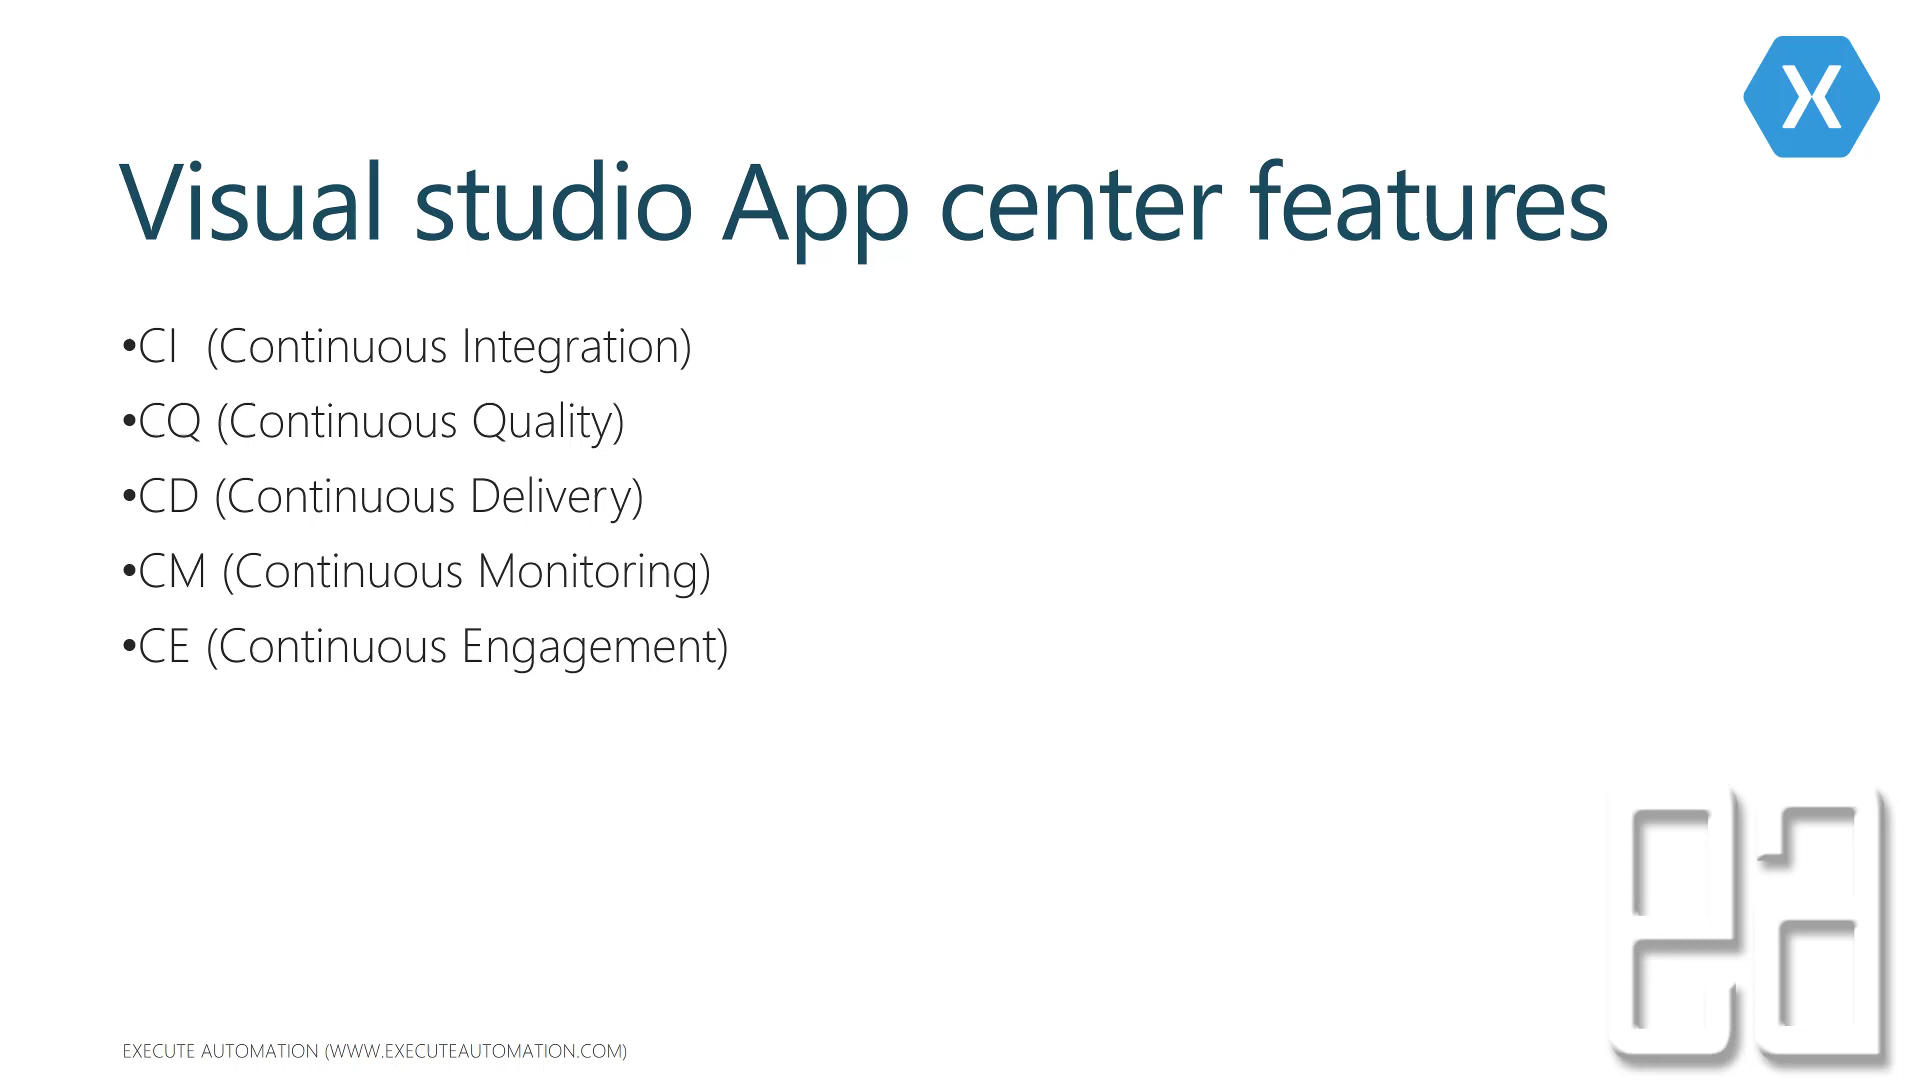 Visual studio App center features
•CI  (Continuous Integration)
•CQ (Continuous Quality)
•CD (Continuous Delivery)
•CM (Continuous Monitoring)
•CE (Continuous Engagement)
ea
EXECUTE AUTOMATION (WWW.EXECUTEAUTOMATION.COM)